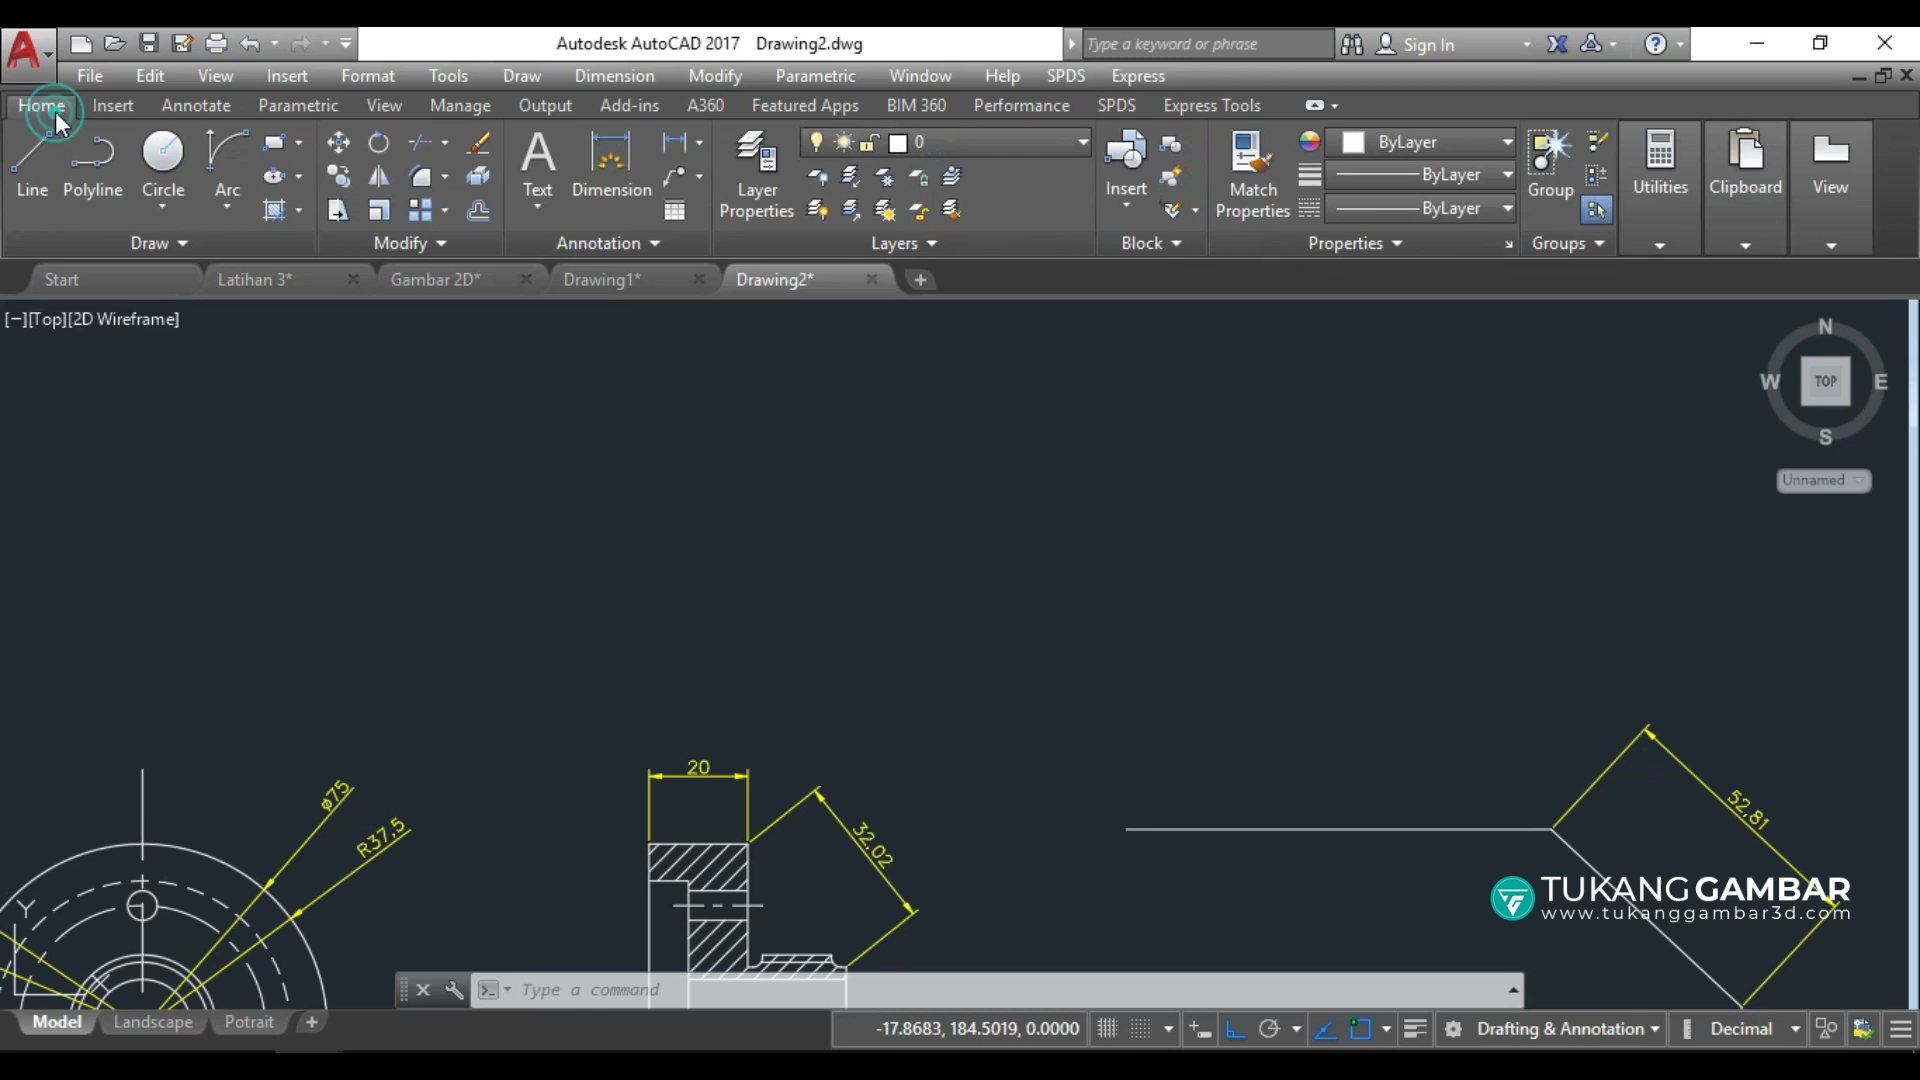 Autodesk AutoCAD 2017 Drawing2.dwg
Type a keyword or phrase
Sign In
File Edit View Insert Format Tools Draw Dimension Modify Parametric Window Help SPDS Express
Home Insert Annotate Parametric View Manage Output Add-ins A360 Featured Apps BIM 360 Performance SPDS Express Tools
0
ByLayer
ByLayer
ByLayer
Line Polyline Circle Arc
Text Dimension
Layer Properties
Insert
Match Properties
Group
Utilities
Clipboard
View
Draw Modify Annotation Layers Block Properties Groups
Start Latihan 3* Gambar 2D* Drawing1* Drawing2*
[−][Top][2D Wireframe]
N
W TOP E
S
Unnamed
20
ϕ75
R37,5
32,02
52,81
Y
TUKANG GAMBAR
www.tukanggambar3d.com
Type a command
Model Landscape Potrait
-17.8683, 184.5019, 0.0000
Drafting & Annotation
Decimal